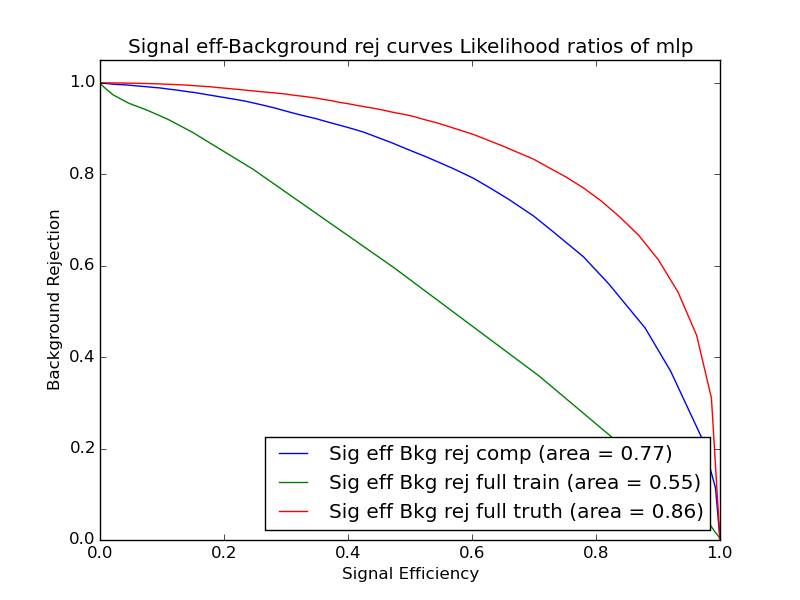 Signal eff-Background rej curves Likelihood ratios of mlp
1.0
0.8
0.6
0.4
0.2
0.0
Background Rejection
Sig eff Bkg rej comp (area = 0.77)
Sig eff Bkg rej full train (area = 0.55)
Sig eff Bkg rej full truth (area = 0.86)
0.0 0.2 0.4 0.6 0.8 1.0
Signal Efficiency